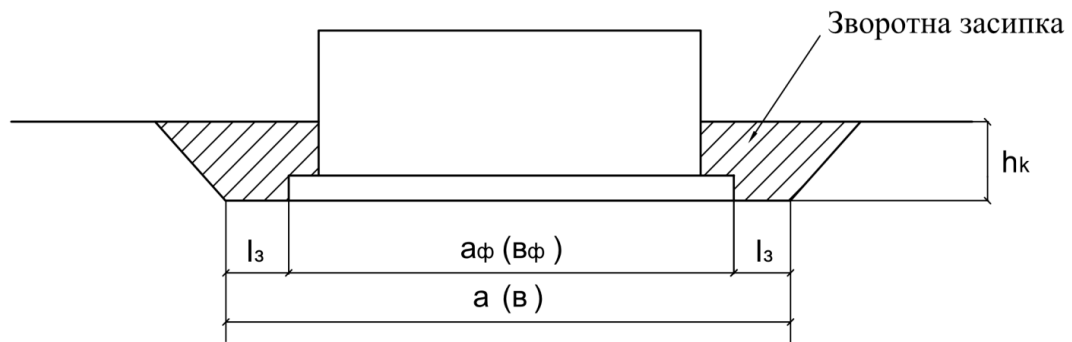 Зворотна засипка
hk
lз
aф (вф )
lз
a (в )